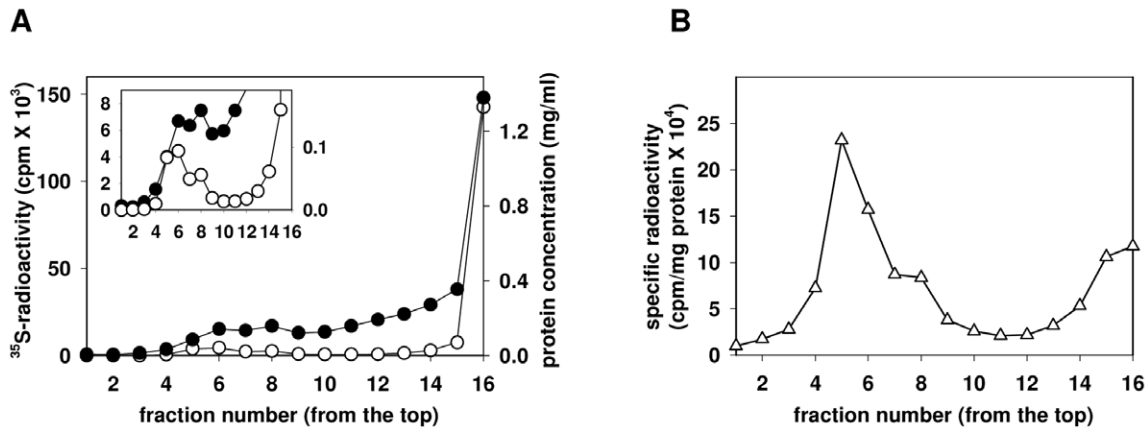 A
³⁵S-radioactivity (cpm X 10³)
150
100
50
0
8
6
4
2
0
0.1
0.0
2 4 6 8 10 12 14 16
1.2
0.8
0.4
0.0
protein concentration (mg/ml)
2 4 6 8 10 12 14 16
fraction number (from the top)
B
specific radioactivity
(cpm/mg protein X 10⁴)
25
20
15
10
5
0
2 4 6 8 10 12 14 16
fraction number (from the top)